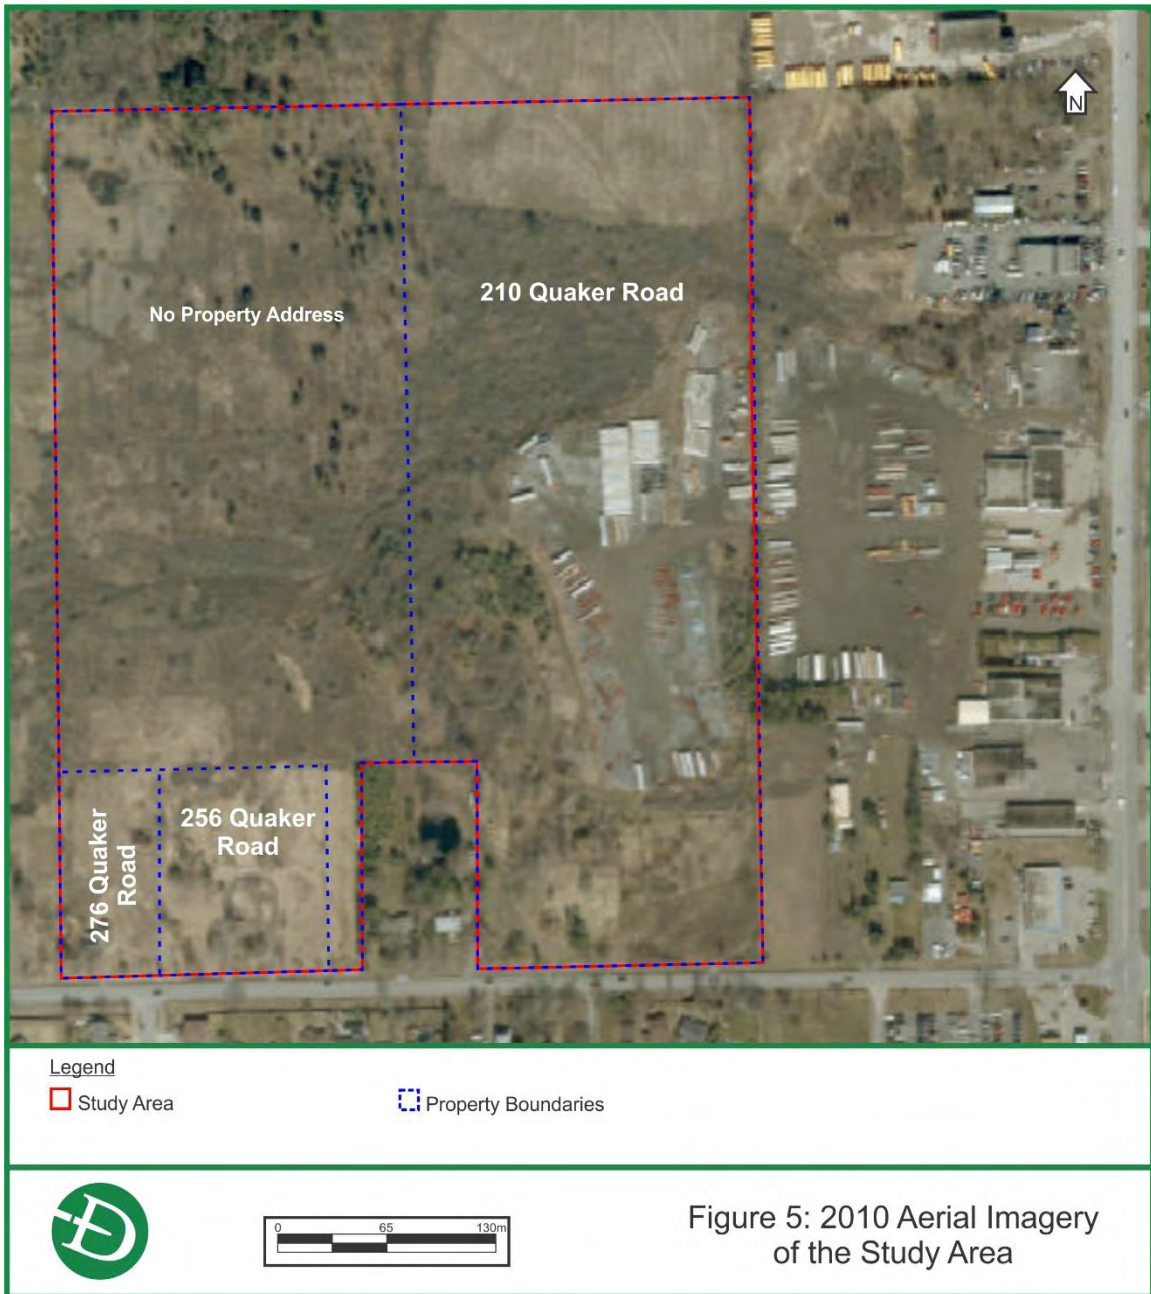 N
No Property Address
210 Quaker Road
276 Quaker
Road
256 Quaker
Road
Legend
Study Area
Property Boundaries
0 65 130m
Figure 5: 2010 Aerial Imagery
of the Study Area